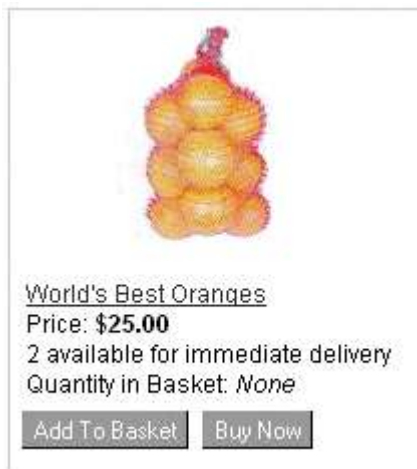 World's Best Oranges
Price: $25.00
2 available for immediate delivery
Quantity in Basket: None
Add To Basket Buy Now